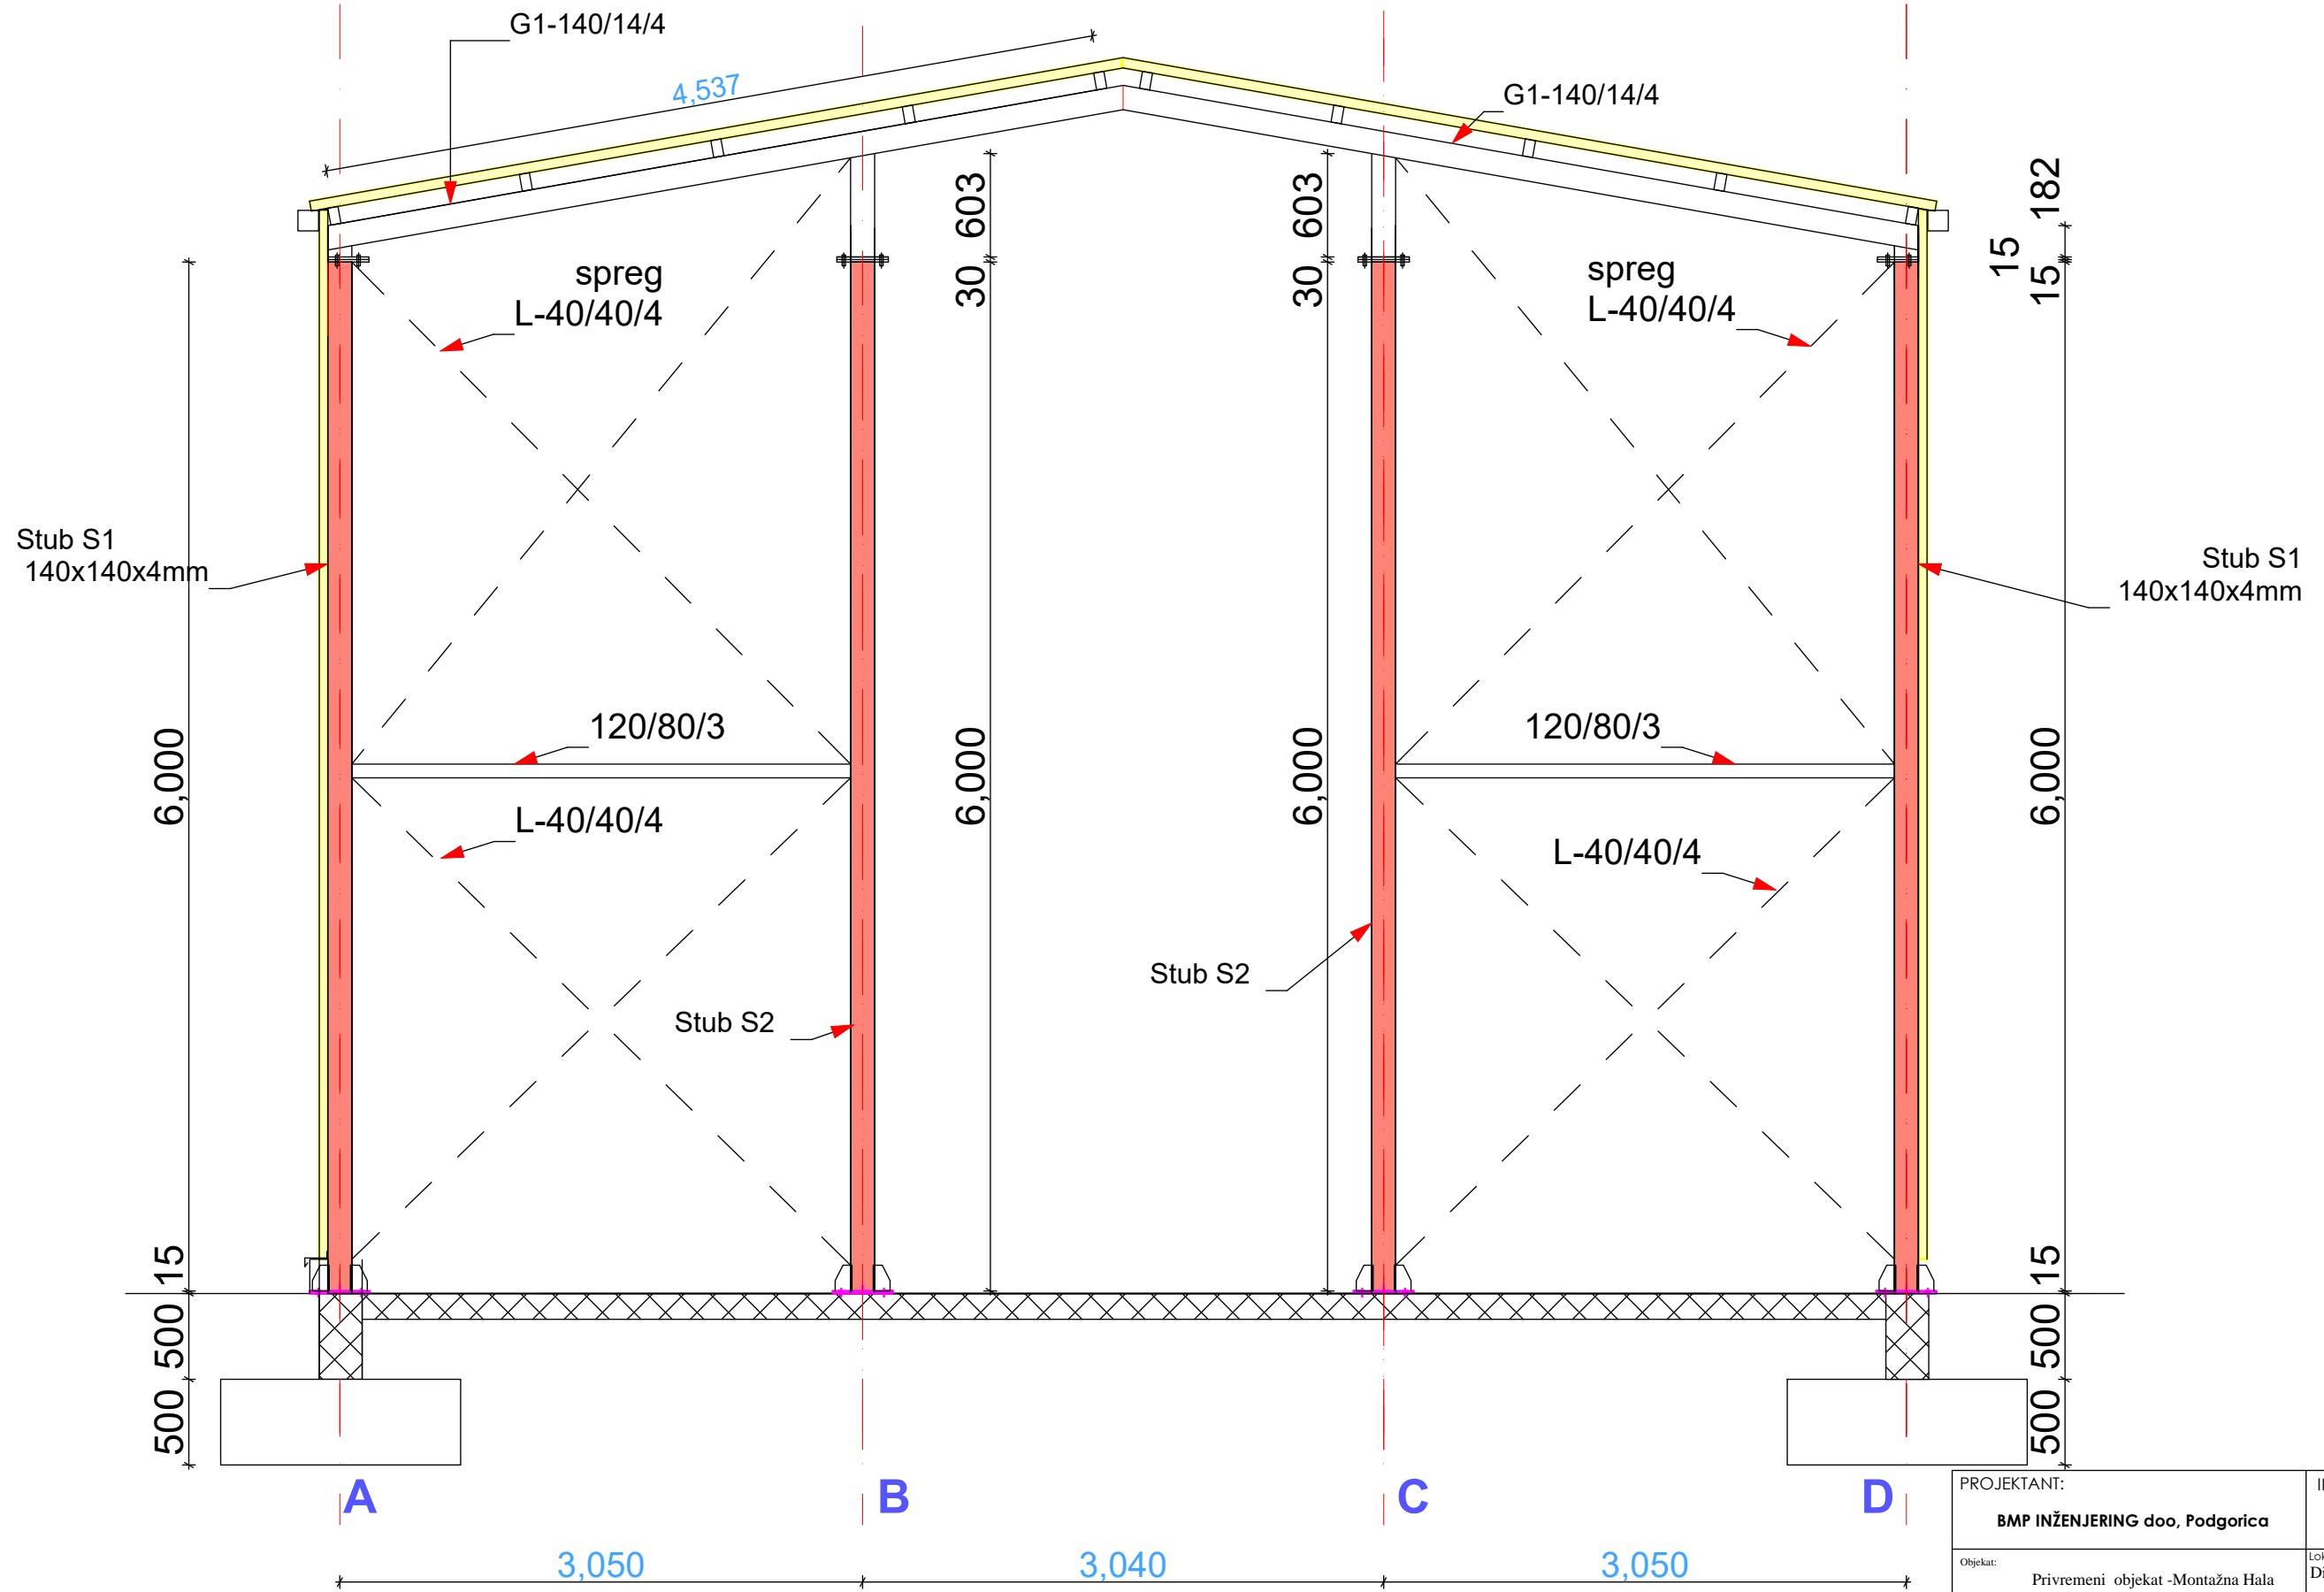 G1-140/14/4
4,537
G1-140/14/4
603
603
182
15
30
30
15
spreg
L-40/40/4
spreg
L-40/40/4
Stub S1
140x140x4mm
Stub S1
140x140x4mm
120/80/3
120/80/3
6,000
6,000
6,000
6,000
L-40/40/4
L-40/40/4
Stub S2
Stub S2
15
15
500
500
500
500
A
B
C
D
3,050
3,040
3,050
PROJEKTANT:
BMP INŽENJERING doo, Podgorica
Objekat:
Privremeni objekat -Montažna Hala